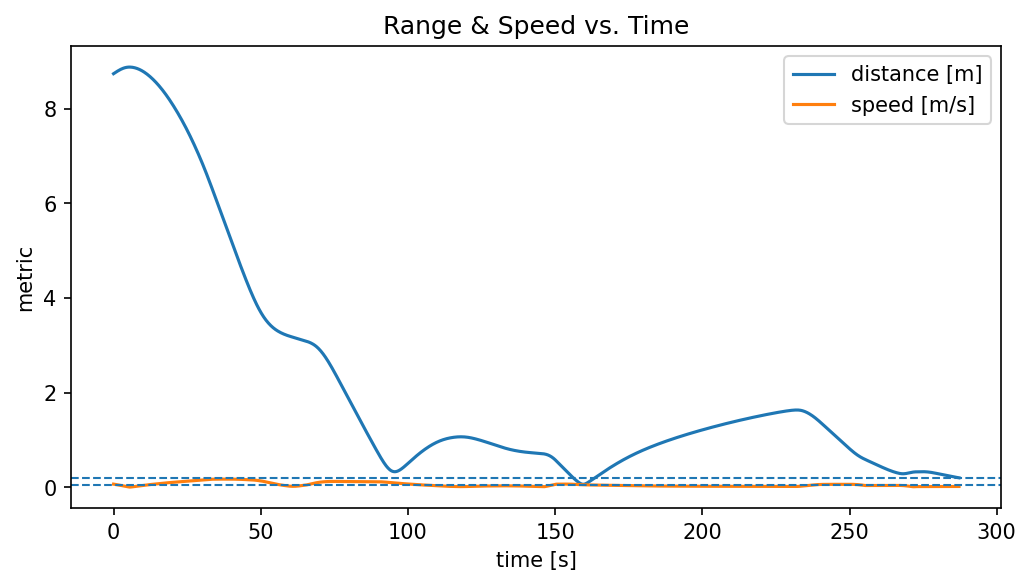 Range & Speed vs. Time
distance [m]
speed [m/s]
metric
8
6
4
2
0
0 50 100 150 200 250 300
time [s]